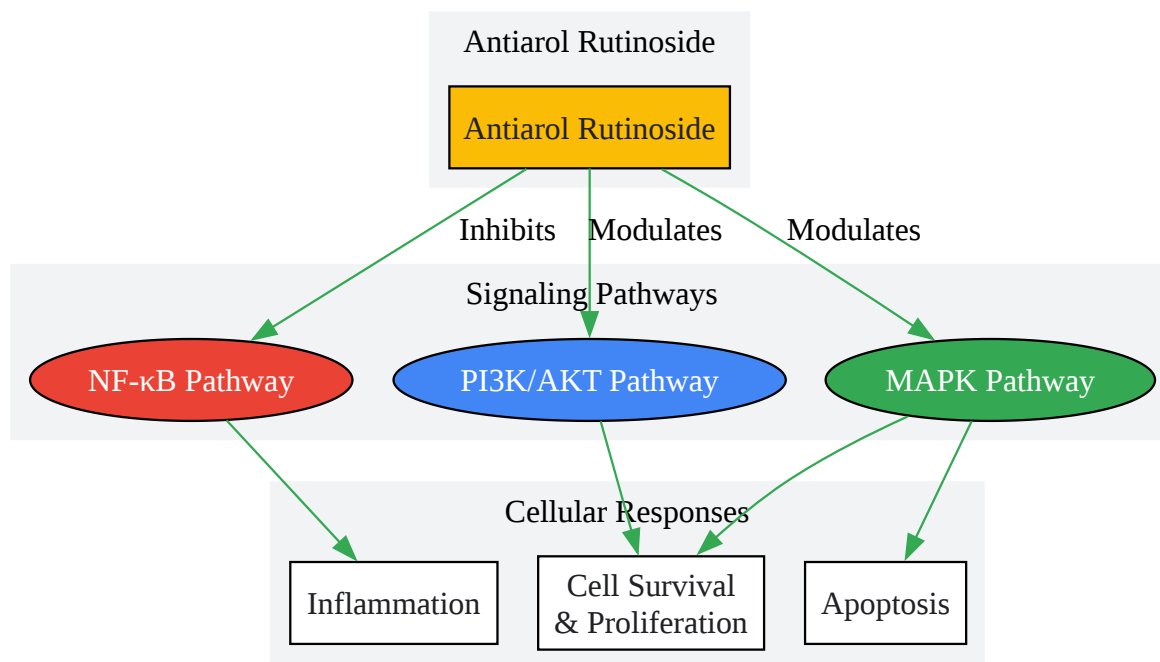 Antiarol Rutinoside
Antiarol Rutinoside
Inhibits
Modulates
Modulates
Signaling Pathways
NF-κB Pathway
PI3K/AKT Pathway
MAPK Pathway
Cellular Responses
Inflammation
Cell Survival
& Proliferation
Apoptosis